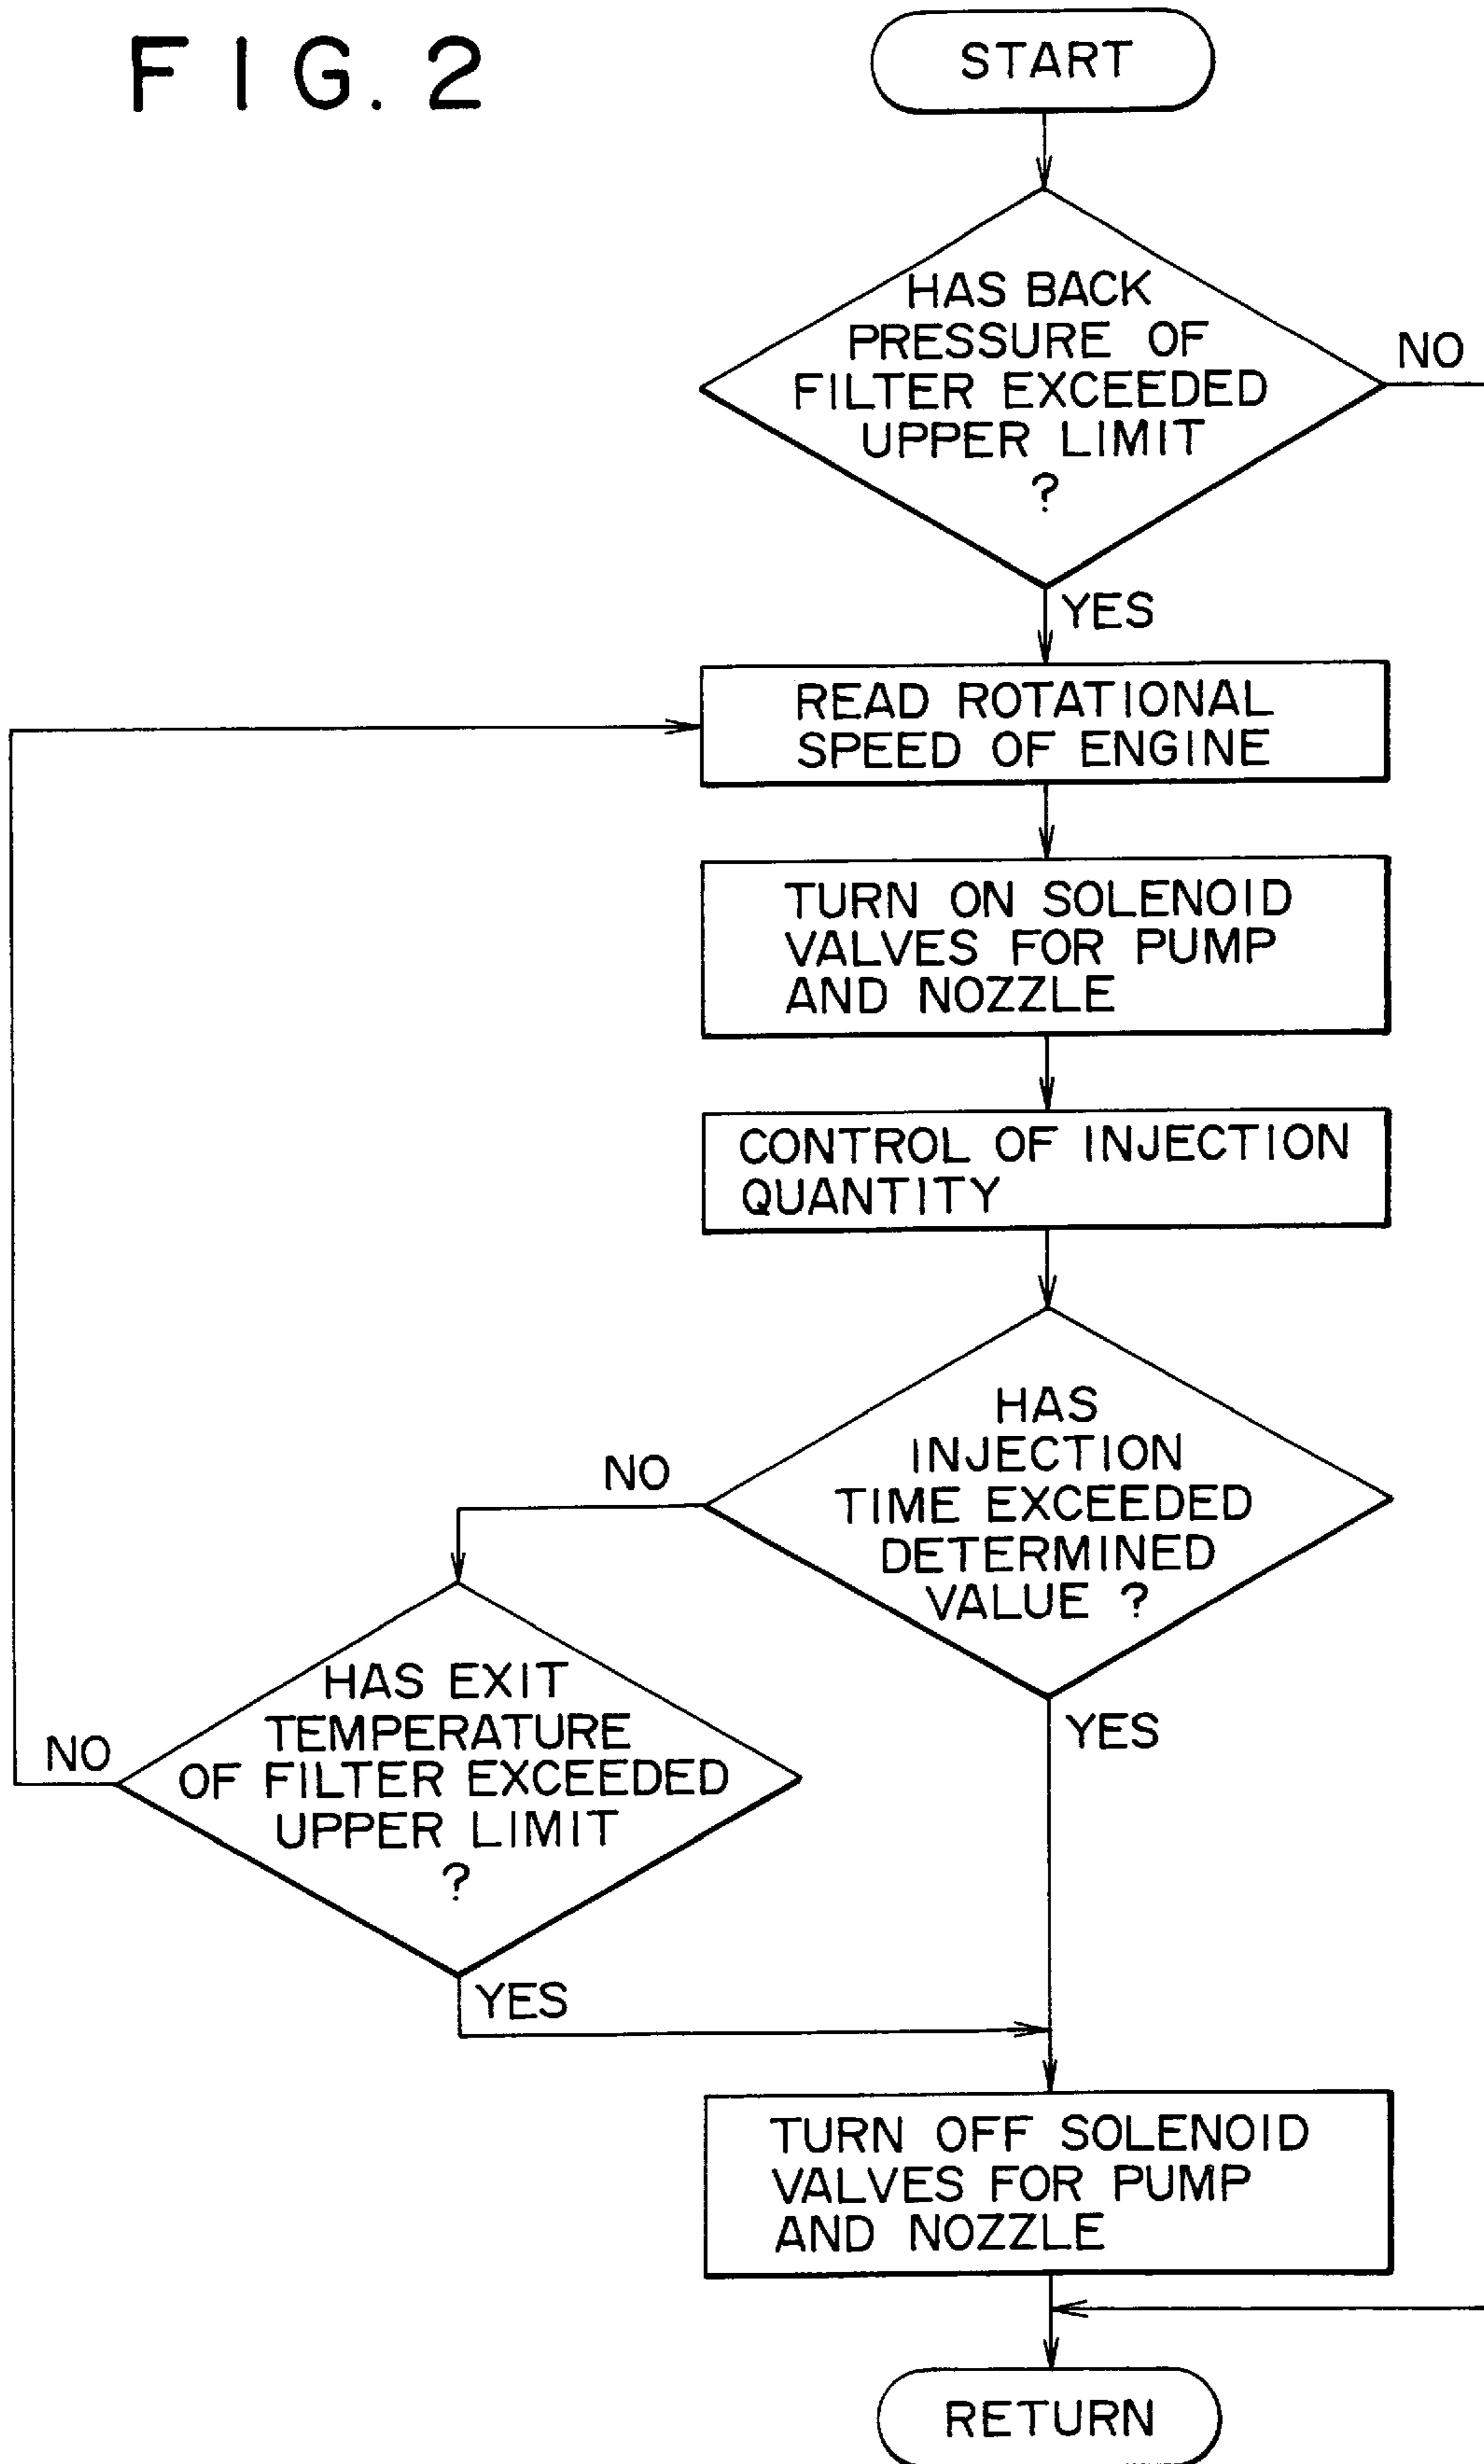 FIG. 2
START
HAS BACK
PRESSURE OF
FILTER EXCEEDED
UPPER LIMIT
?
NO
YES
READ ROTATIONAL
SPEED OF ENGINE
TURN ON SOLENOID
VALVES FOR PUMP
AND NOZZLE
CONTROL OF INJECTION
QUANTITY
HAS
INJECTION
TIME EXCEEDED
DETERMINED
VALUE ?
NO
YES
HAS EXIT
TEMPERATURE
OF FILTER EXCEEDED
UPPER LIMIT
?
NO
YES
TURN OFF SOLENOID
VALVES FOR PUMP
AND NOZZLE
RETURN